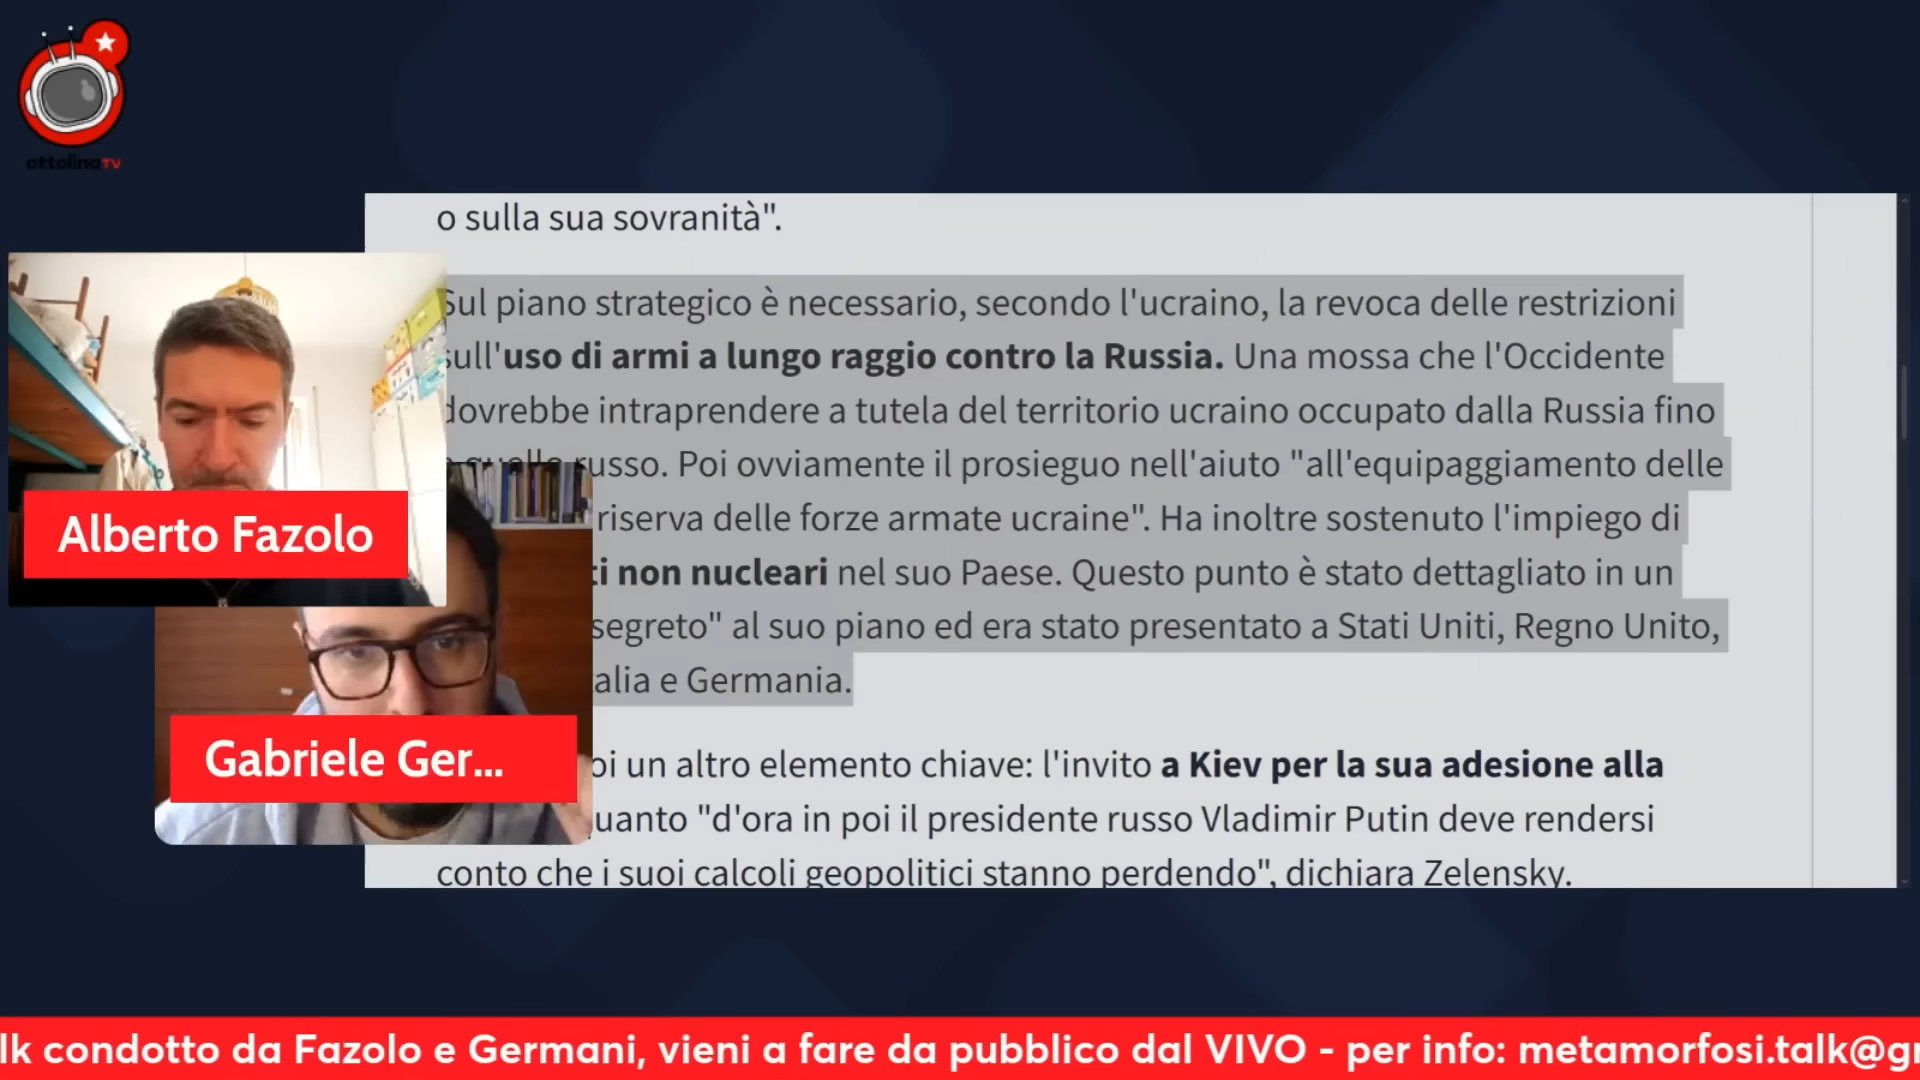 ottolinaTV
o sulla sua sovranità".
Sul piano strategico è necessario, secondo l'ucraino, la revoca delle restrizioni
sull'uso di armi a lungo raggio contro la Russia. Una mossa che l'Occidente
dovrebbe intraprendere a tutela del territorio ucraino occupato dalla Russia fino
a quello russo. Poi ovviamente il prosieguo nell'aiuto "all'equipaggiamento delle
riserva delle forze armate ucraine". Ha inoltre sostenuto l'impiego di
ti non nucleari nel suo Paese. Questo punto è stato dettagliato in un
segreto" al suo piano ed era stato presentato a Stati Uniti, Regno Unito,
talia e Germania.
oi un altro elemento chiave: l'invito a Kiev per la sua adesione alla
uanto "d'ora in poi il presidente russo Vladimir Putin deve rendersi
conto che i suoi calcoli geopolitici stanno perdendo", dichiara Zelensky.
Alberto Fazolo
Gabriele Ger...
lk condotto da Fazolo e Germani, vieni a fare da pubblico dal VIVO - per info: metamorfosi.talk@gr